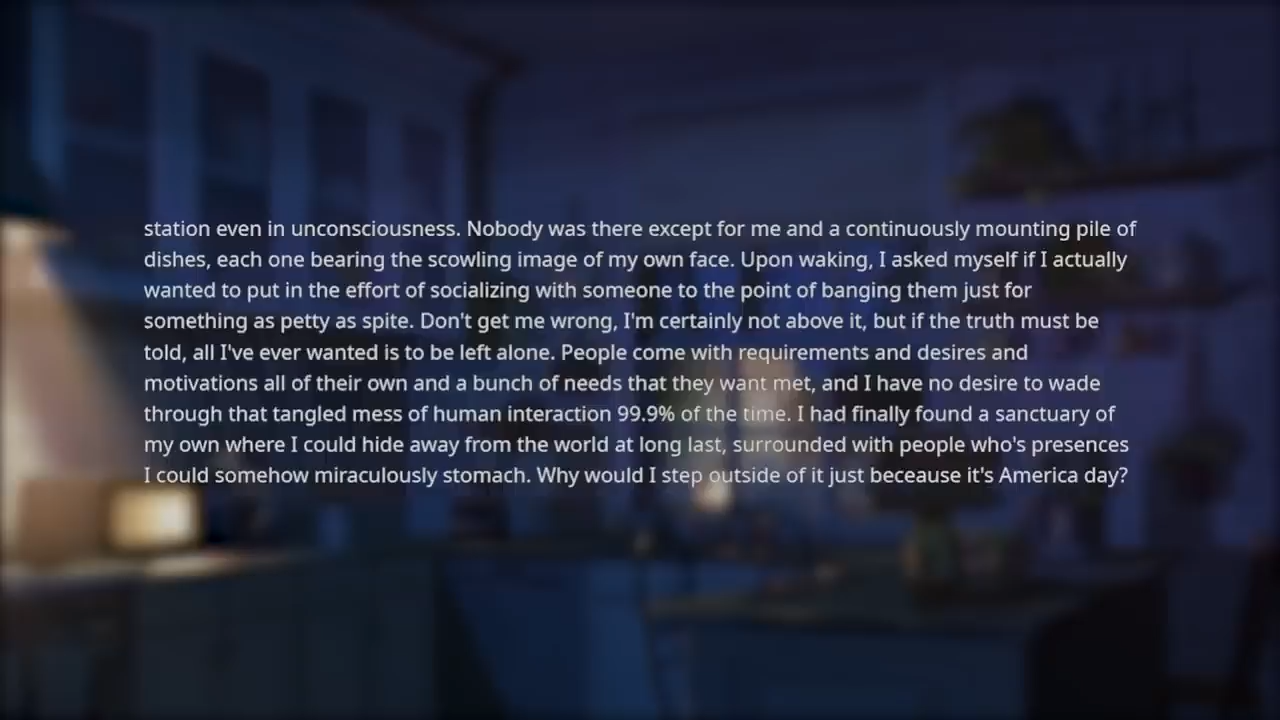 station even in unconsciousness. Nobody was there except for me and a continuously mounting pile of
dishes, each one bearing the scowling image of my own face. Upon waking, I asked myself if I actually
wanted to put in the effort of socializing with someone to the point of banging them just for
something as petty as spite. Don't get me wrong, I'm certainly not above it, but if the truth must be
told, all I've ever wanted is to be left alone. People come with requirements and desires and
motivations all of their own and a bunch of needs that they want met, and I have no desire to wade
through that tangled mess of human interaction 99.9% of the time. I had finally found a sanctuary of
my own where I could hide away from the world at long last, surrounded with people who's presences
I could somehow miraculously stomach. Why would I step outside of it just beceause it's America day?